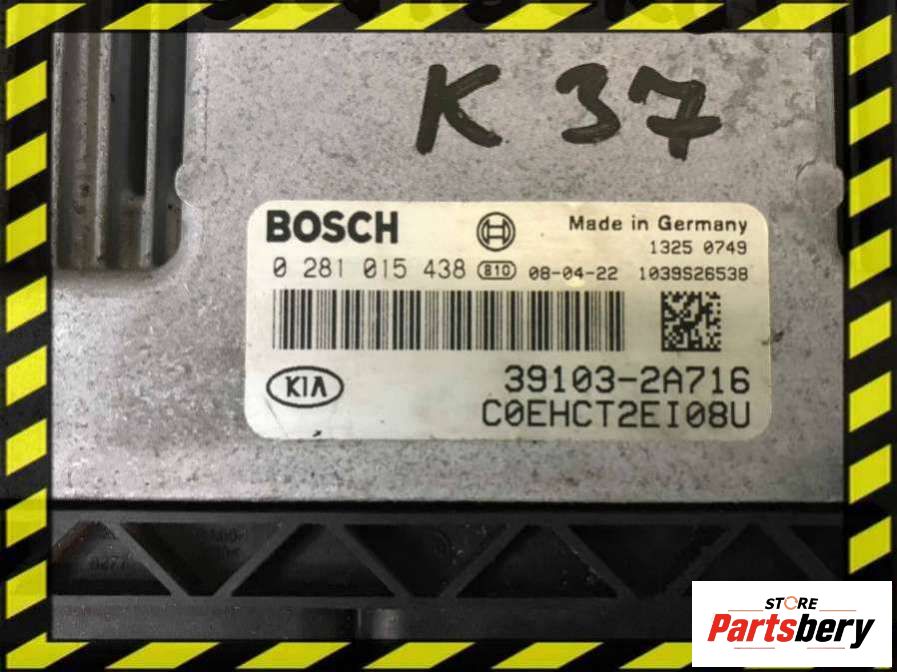 K 37
BOSCH
Made in Germany
1325 0749
0 281 015 438 810 08-04-22 1039S26538
KIA
39103-2A716
C0EHCT2EI08U
STORE
Partsbery